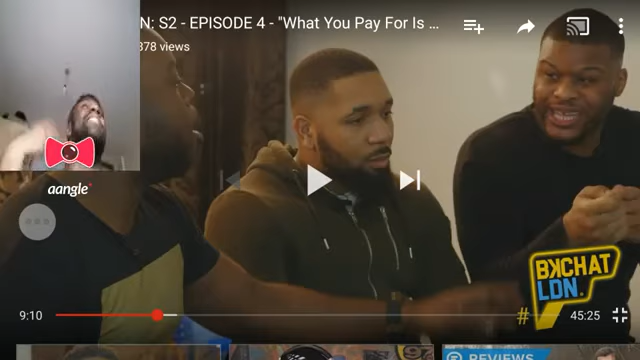 N: S2 - EPISODE 4 - "What You Pay For Is ...
378 views
aangle
9:10
45:25
#
BKCHAT
LDN.
REVIEWS